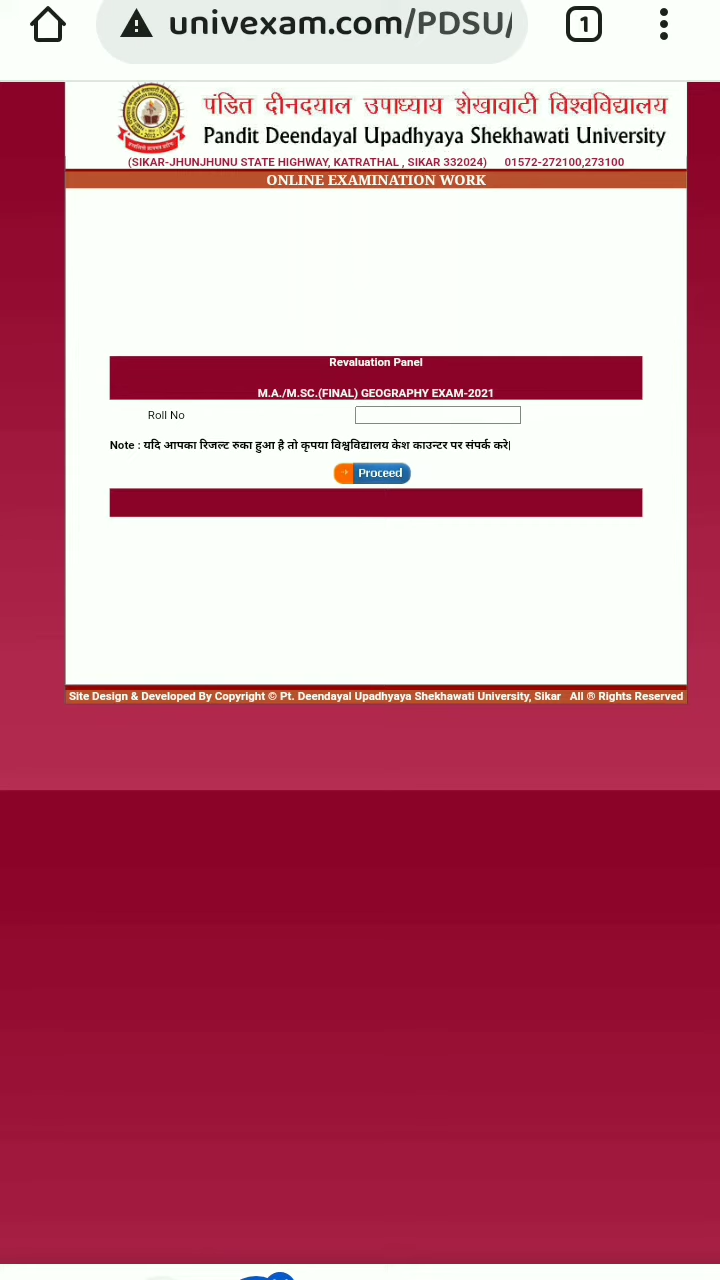 univexam.com/PDSU/
1
पंडित दीनदयाल उपाध्याय शेखावाटी विश्वविद्यालय
Pandit Deendayal Upadhyaya Shekhawati University
(SIKAR-JHUNJHUNU STATE HIGHWAY, KATRATHAL , SIKAR 332024) 01572-272100,273100
ONLINE EXAMINATION WORK
Revaluation Panel
M.A./M.SC.(FINAL) GEOGRAPHY EXAM-2021
Roll No
Note : यदि आपका रिजल्ट रुका हुआ है तो कृपया विश्वविद्यालय केश काउन्टर पर संपर्क करे|
Proceed
Site Design & Developed By Copyright © Pt. Deendayal Upadhyaya Shekhawati University, Sikar All ® Rights Reserved